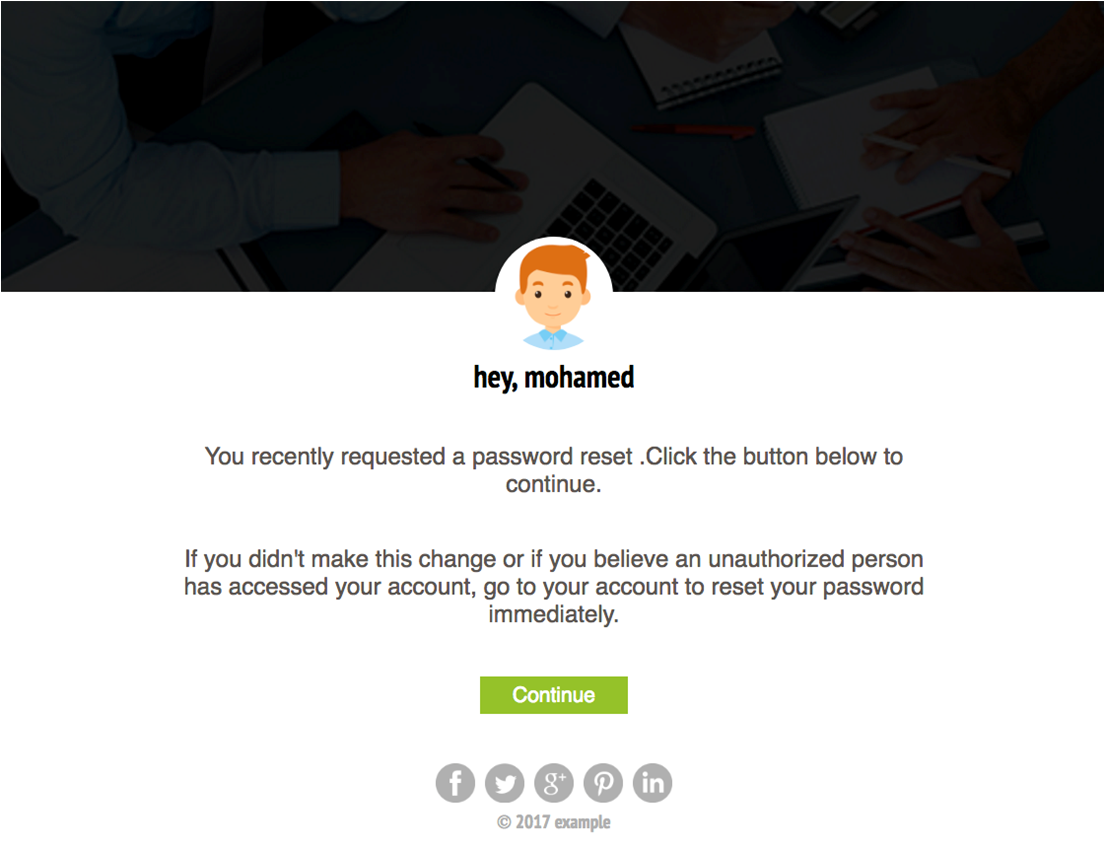 hey, mohamed
You recently requested a password reset .Click the button below to
continue.
If you didn't make this change or if you believe an unauthorized person
has accessed your account, go to your account to reset your password
immediately.
Continue
© 2017 example